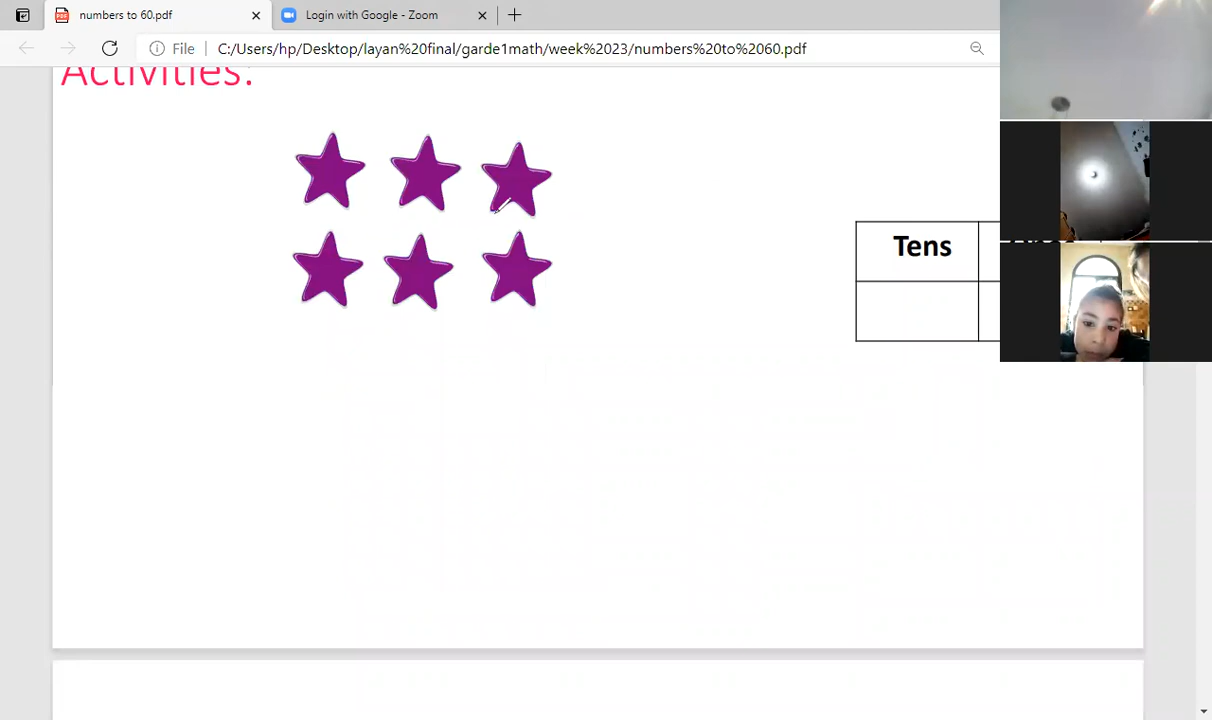 numbers to 60.pdf
Login with Google - Zoom
File
C:/Users/hp/Desktop/layan%20final/garde1math/week%2023/numbers%20to%2060.pdf
Activities:
Tens